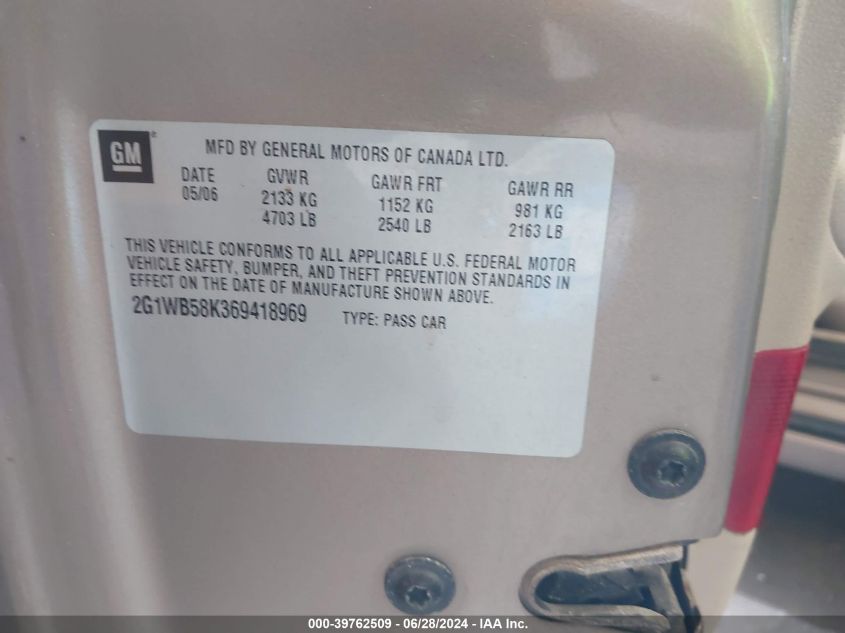 GM
MFD BY GENERAL MOTORS OF CANADA LTD.
DATE GVWR GAWR FRT GAWR RR
05/06 2133 KG 1152 KG 981 KG
4703 LB 2540 LB 2163 LB
THIS VEHICLE CONFORMS TO ALL APPLICABLE U.S. FEDERAL MOTOR
VEHICLE SAFETY, BUMPER, AND THEFT PREVENTION STANDARDS IN
EFFECT ON THE DATE OF MANUFACTURE SHOWN ABOVE.
2G1WB58K369418969 TYPE: PASS CAR
000-39762509 / 06/28/2024 - IAA Inc.